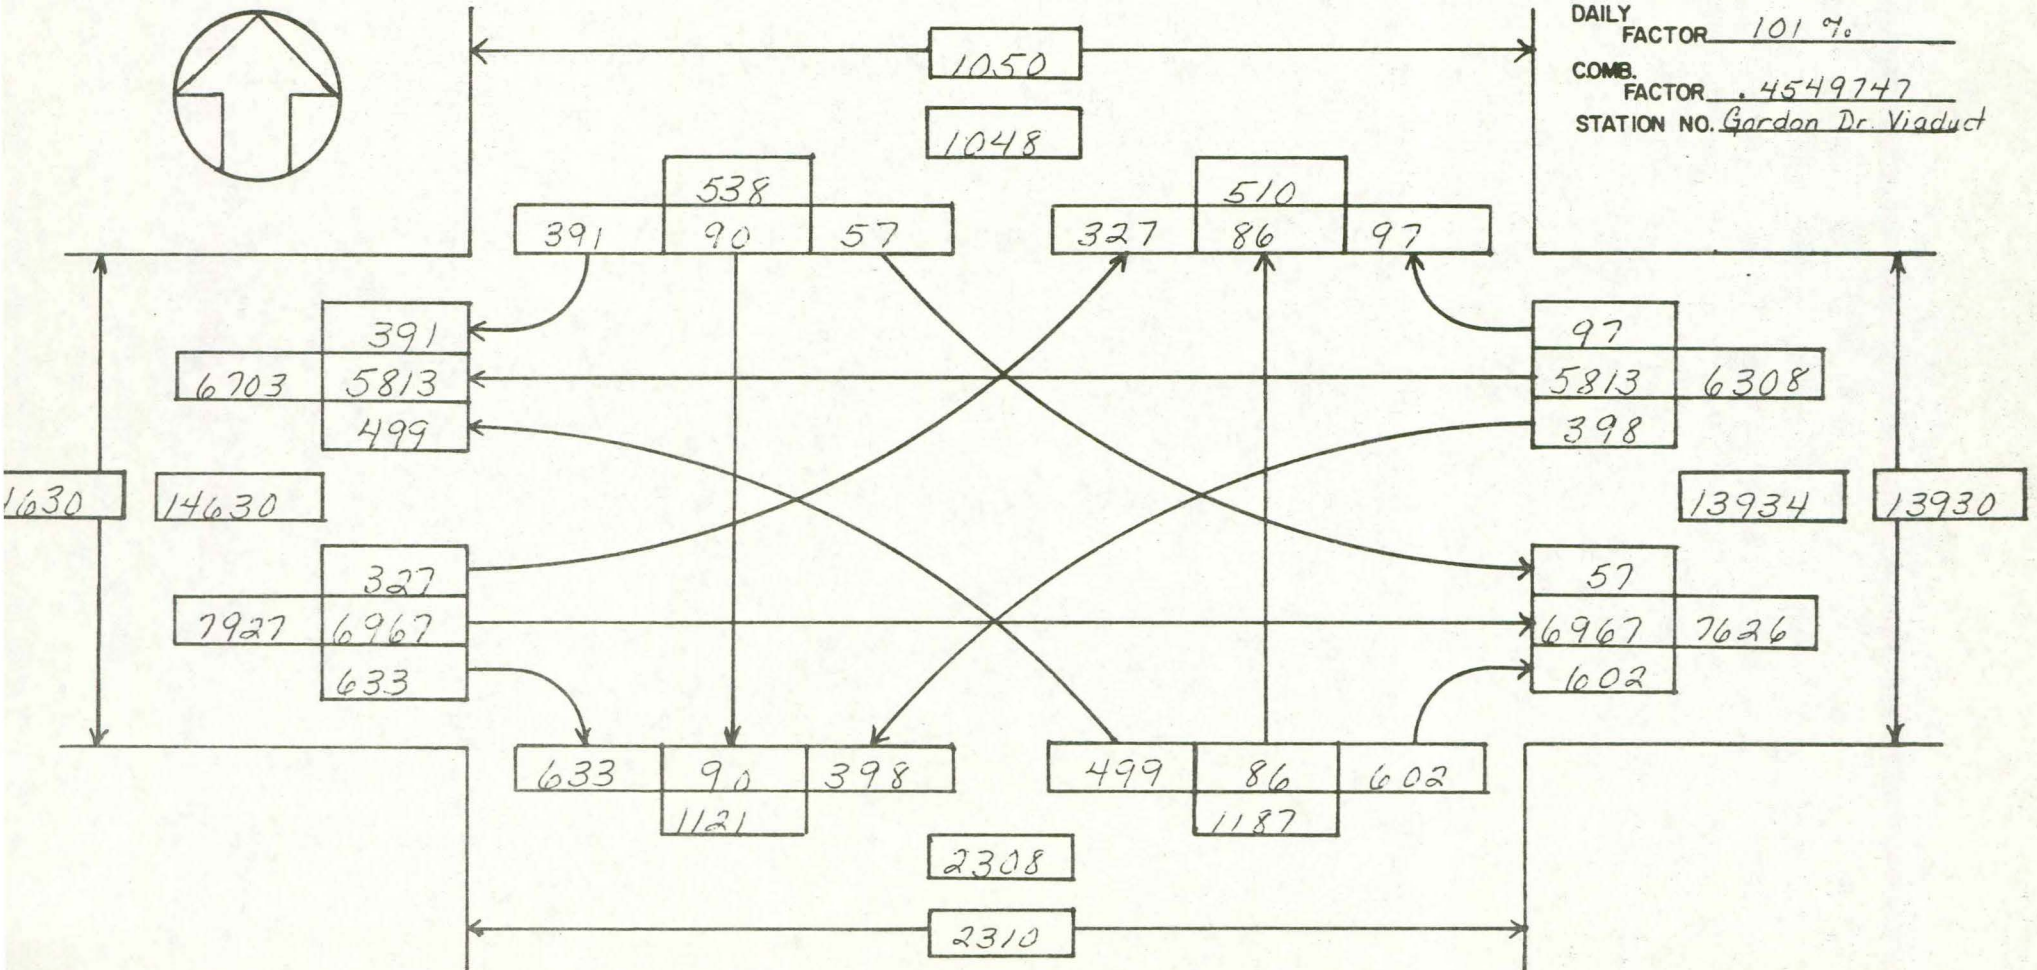 DAILY
FACTOR 101 %
COMB.
FACTOR .4549747
STATION NO. Gordon Dr. Viaduct
1050
1048
538
391 90 57
510
327 86 97
391
6703 5813
499
97
5813 6308
398
1630 14630
13934 13930
327
7927 6967
633
57
6967 7626
602
633 90 398
1121
499 86 602
1187
2308
2310